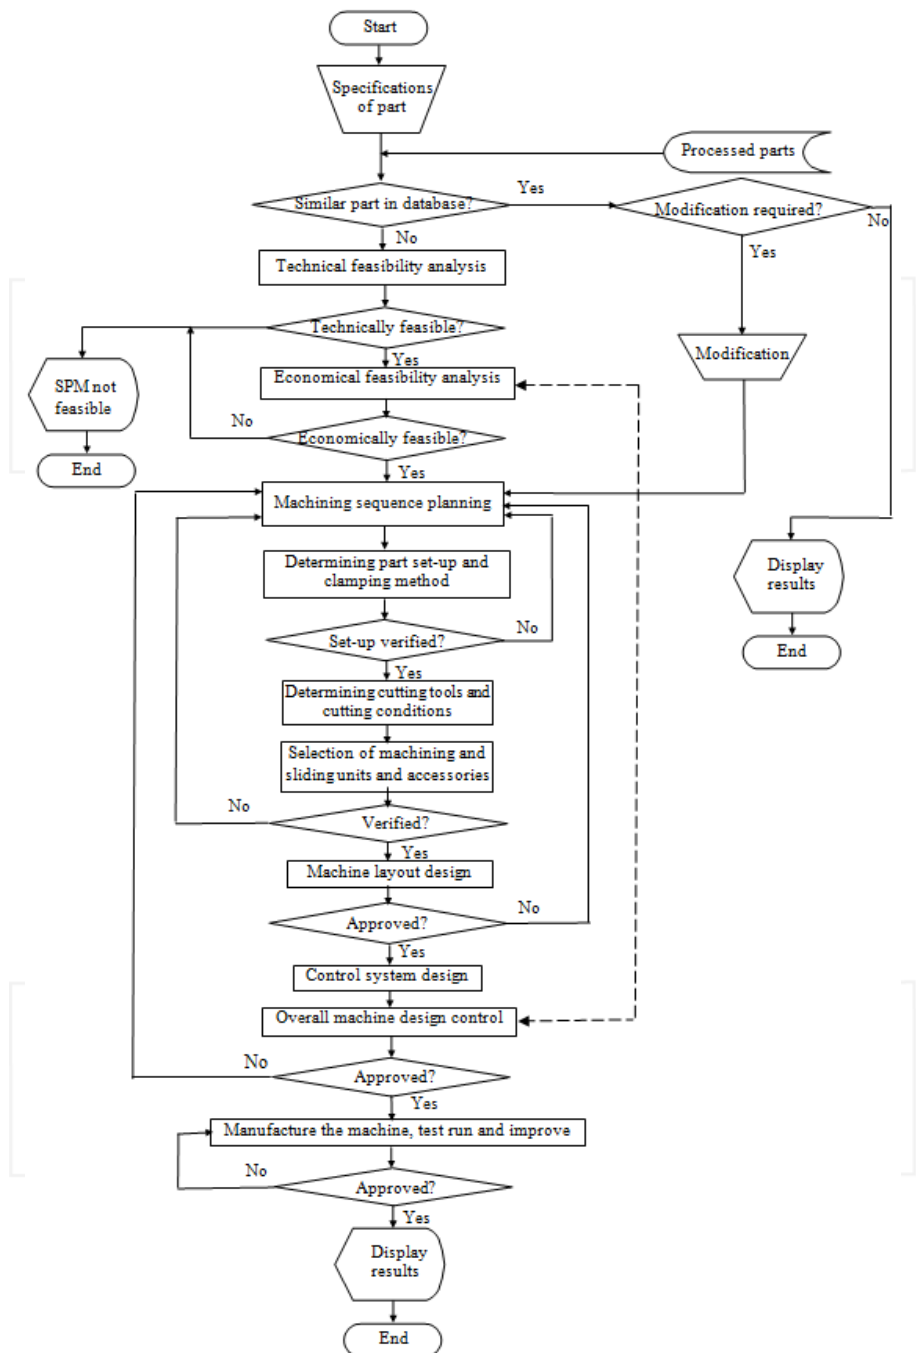 Start
Specifications
of part
Processed parts
Similar part in database?
Yes
Modification required?
No
No
Technical feasibility analysis
Yes
Technically feasible?
Modification
Yes
Economical feasibility analysis
SPM not
feasible
No
Economically feasible?
End
Yes
Machining sequence planning
Determining part set-up and
clamping method
Display
results
No
Set-up verified?
End
Yes
Determining cutting tools and
cutting conditions
Selection of machining and
sliding units and accessories
No
Verified?
Yes
Machine layout design
No
Approved?
Yes
Control system design
Overall machine design control
No
Approved?
Yes
Manufacture the machine, test run and improve
No
Approved?
Yes
Display
results
End